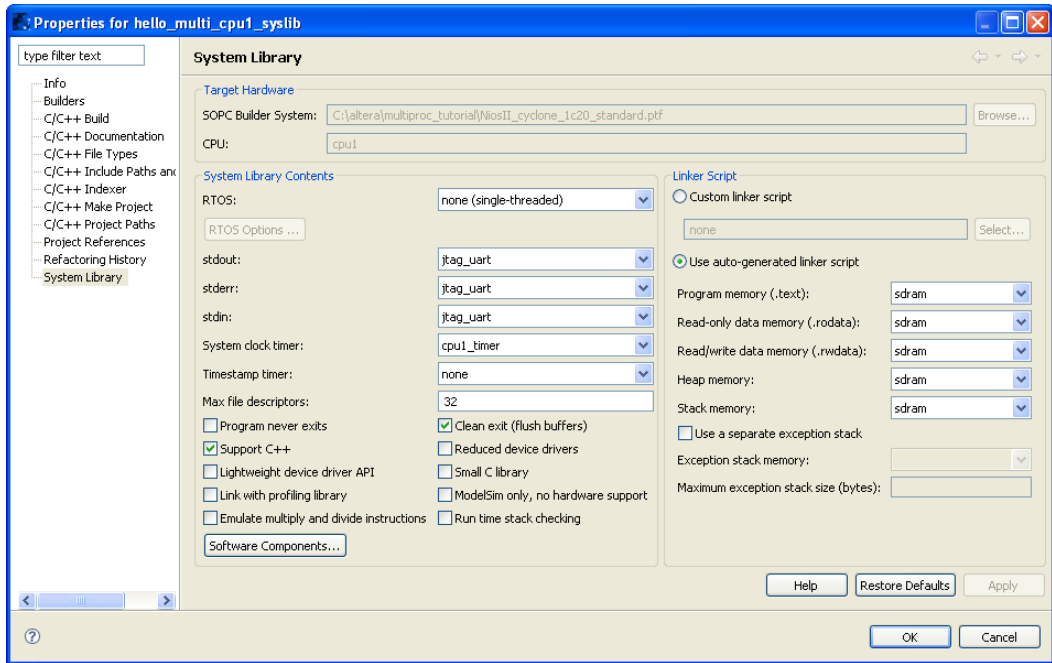 Properties for hello_multi_cpu1_syslib
type filter text
Info
Builders
C/C++ Build
C/C++ Documentation
C/C++ File Types
C/C++ Include Paths and
C/C++ Indexer
C/C++ Make Project
C/C++ Project Paths
Project References
Refactoring History
System Library
System Library
Target Hardware
SOPC Builder System: C:\altera\multiproc_tutorial\NiosII_cyclone_1c20_standard.ptf Browse...
CPU: cpu1
System Library Contents
RTOS: none (single-threaded)
RTOS Options ...
stdout: jtag_uart
stderr: jtag_uart
stdin: jtag_uart
System clock timer: cpu1_timer
Timestamp timer: none
Max file descriptors: 32
Program never exits Clean exit (flush buffers)
Support C++ Reduced device drivers
Lightweight device driver API Small C library
Link with profiling library ModelSim only, no hardware support
Emulate multiply and divide instructions Run time stack checking
Software Components...
Linker Script
Custom linker script
none Select...
Use auto-generated linker script
Program memory (.text): sdram
Read-only data memory (.rodata): sdram
Read/write data memory (.rwdata): sdram
Heap memory: sdram
Stack memory: sdram
Use a separate exception stack
Exception stack memory:
Maximum exception stack size (bytes):
Help Restore Defaults Apply
? OK Cancel